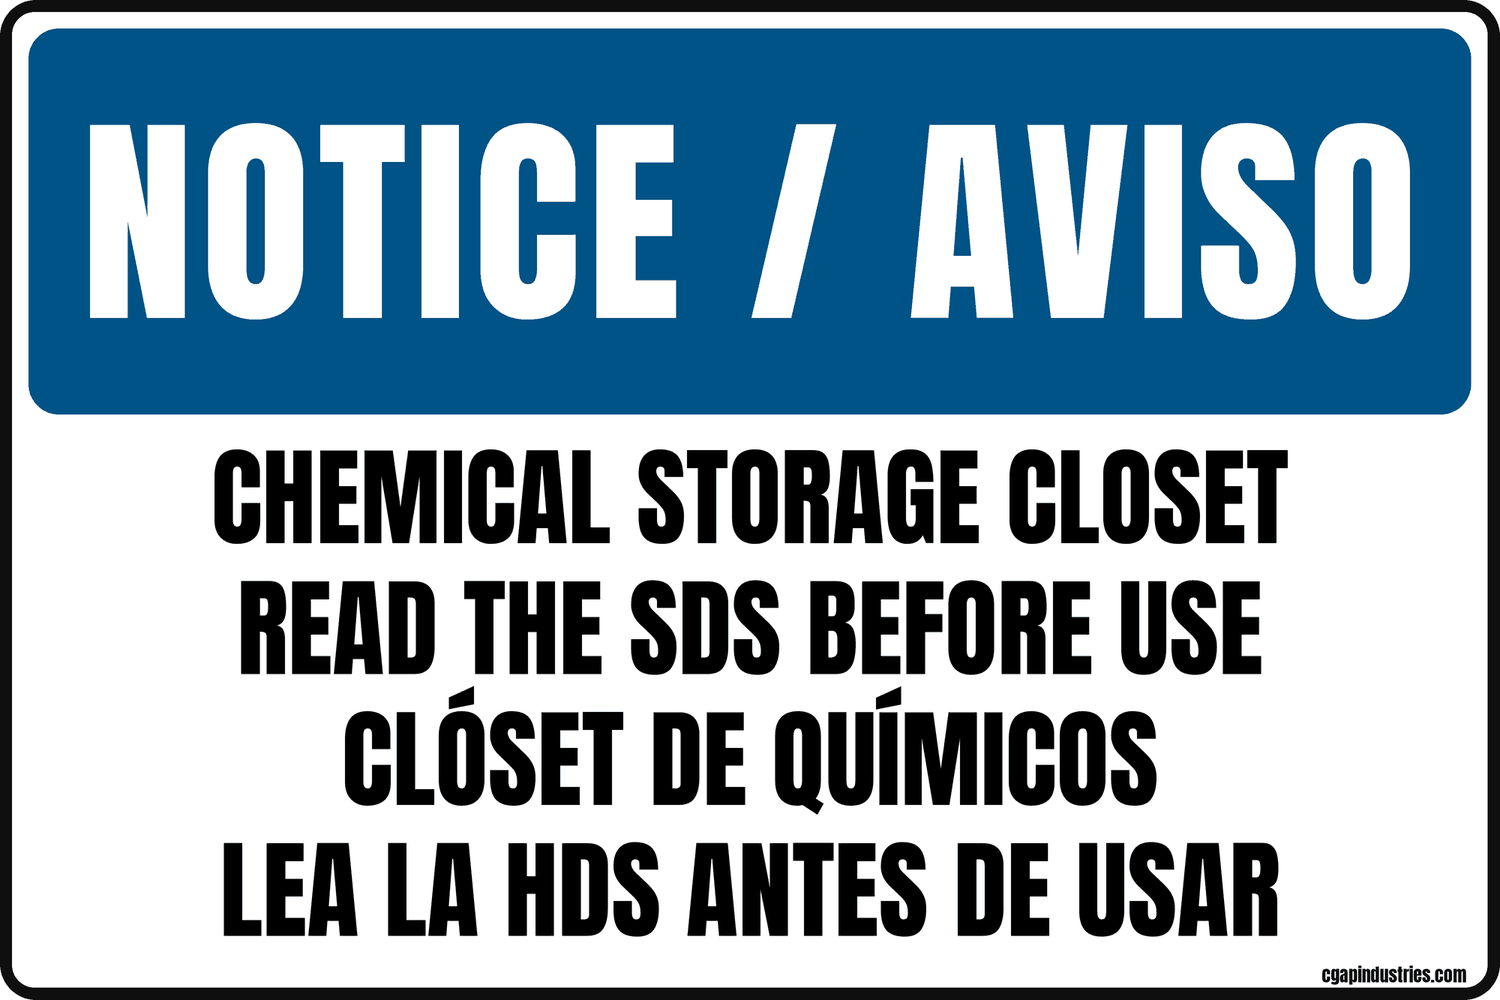 NOTICE / AVISO
CHEMICAL STORAGE CLOSET
READ THE SDS BEFORE USE
CLÓSET DE QUÍMICOS
LEA LA HDS ANTES DE USAR
cgapindustries.com